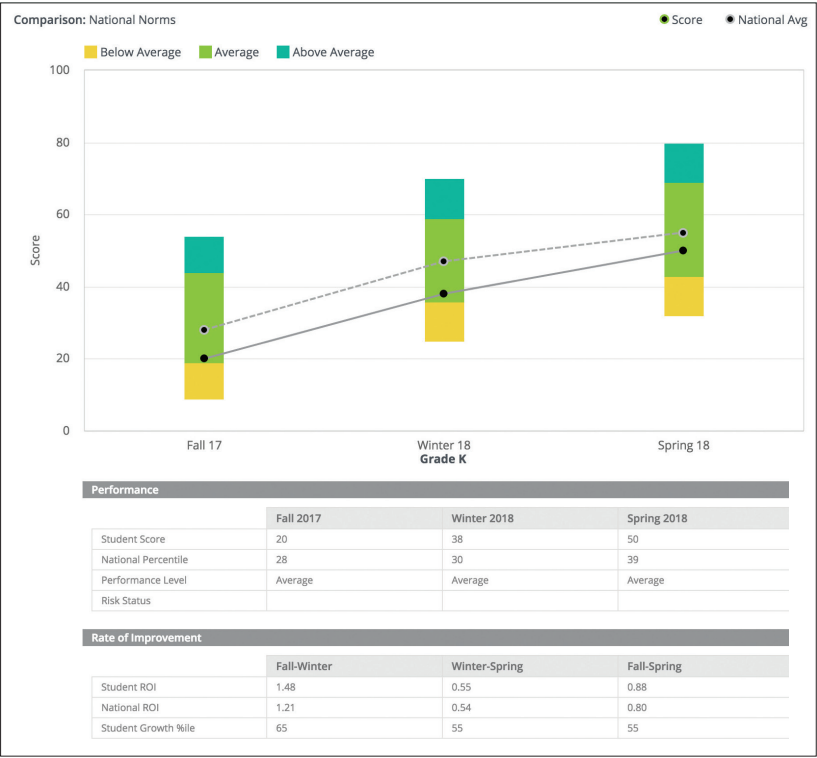 Comparison: National Norms Score National Avg
Below Average Average Above Average
100
80
60
40
20
0
Score
Fall 17 Winter 18 Spring 18
Grade K
Performance
Fall 2017 Winter 2018 Spring 2018
Student Score 20 38 50
National Percentile 28 30 39
Performance Level Average Average Average
Risk Status
Rate of Improvement
Fall-Winter Winter-Spring Fall-Spring
Student ROI 1.48 0.55 0.88
National ROI 1.21 0.54 0.80
Student Growth %ile 65 55 55